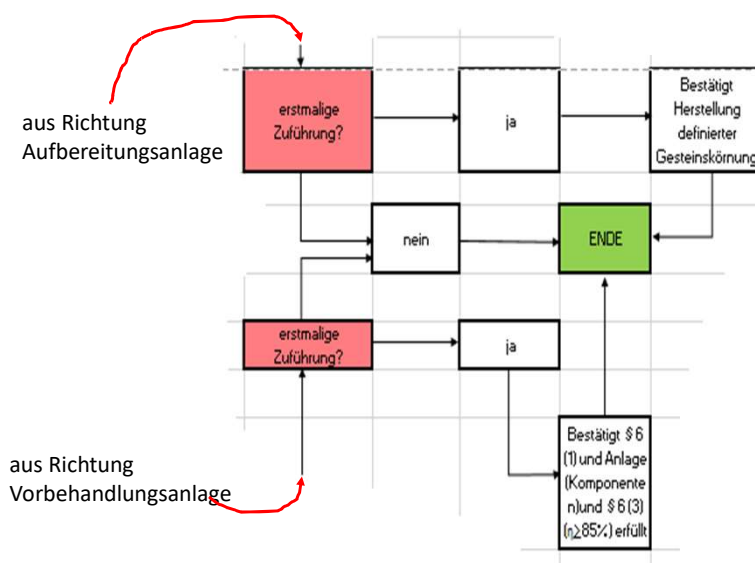 aus Richtung
Aufbereitungsanlage
erstmalige
Zuführung?
ja
Bestätigt
Herstellung
definierter
Gesteinskörnung
nein
ENDE
erstmalige
Zuführung?
ja
aus Richtung
Vorbehandlungsanlage
Bestätigt § 6
(1) und Anlage
(Komponente
n)und § 6 (3)
(η≥85%) erfüllt